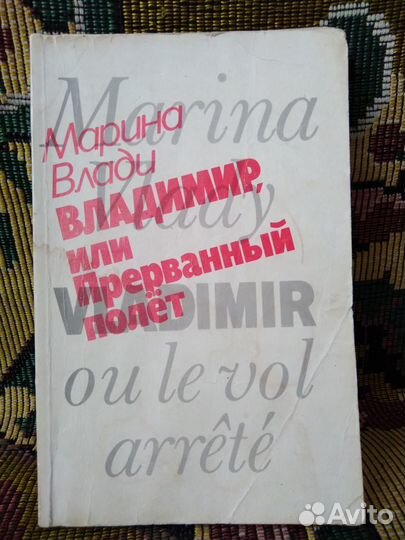 Marina
Vlady
Марина
Влади
ВЛАДИМИР,
или
Прерванный
полёт
VLADIMIR
ou le vol
arrêté
Avito